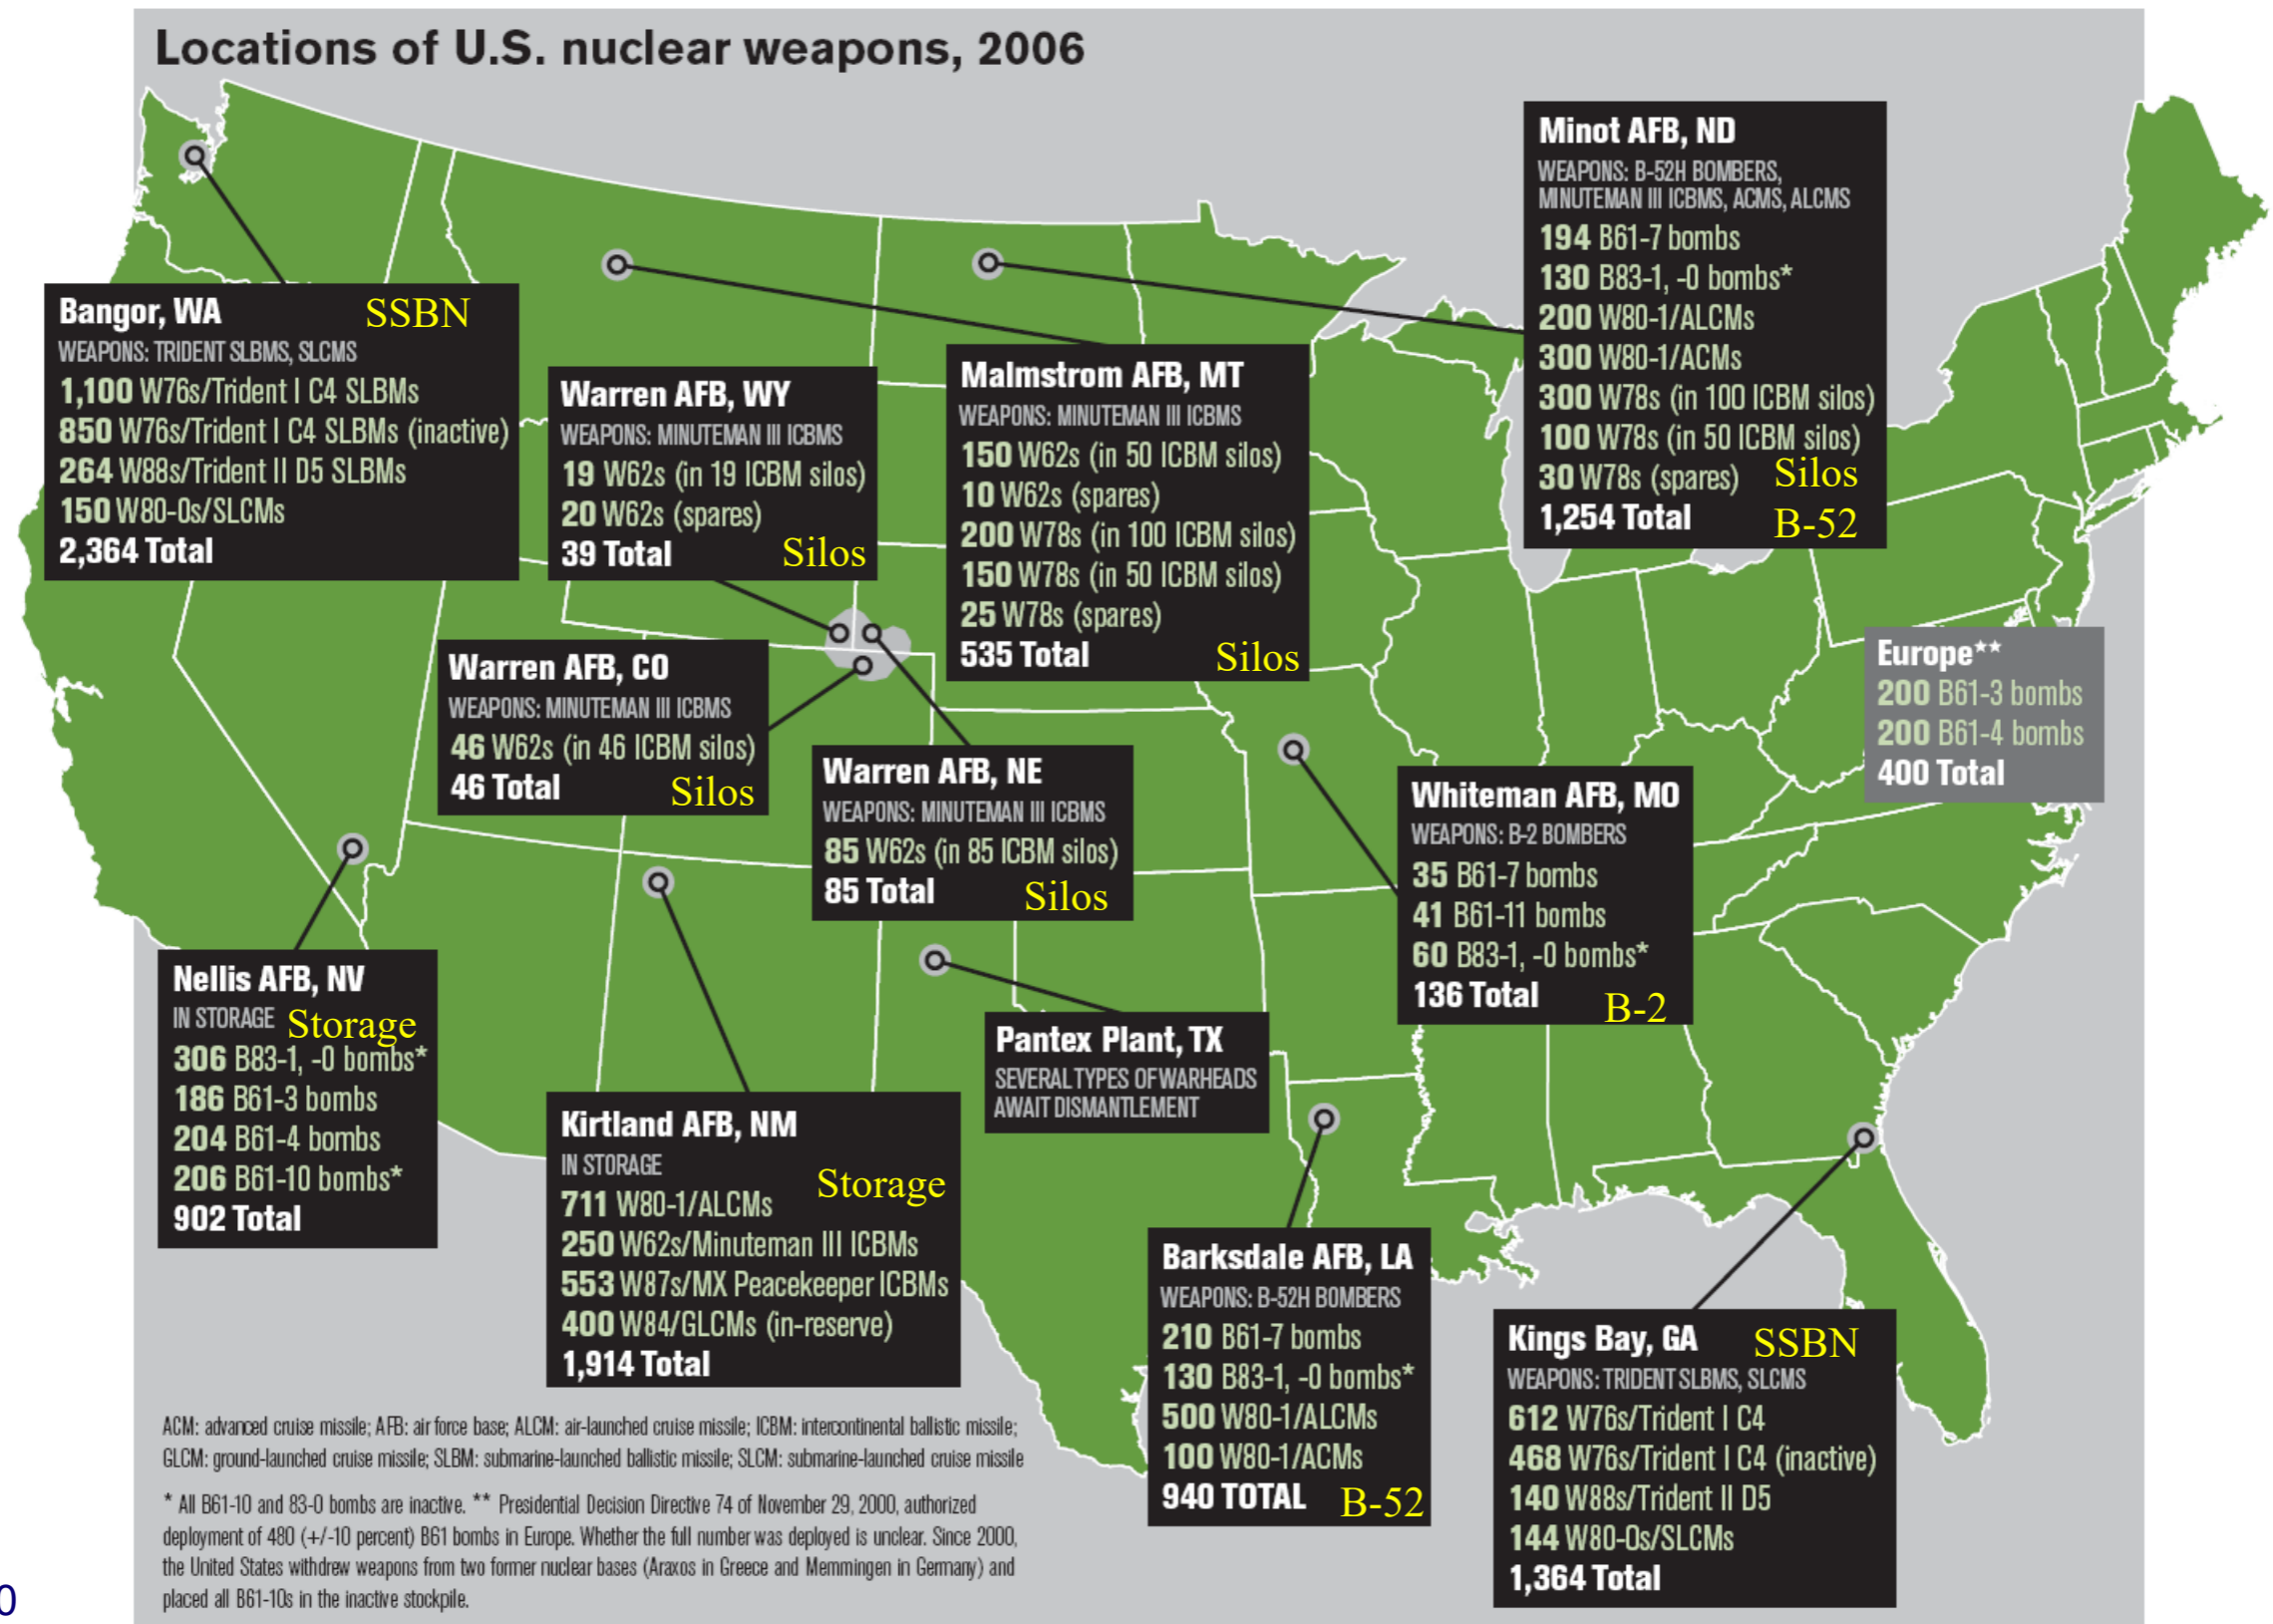 Locations of U.S. nuclear weapons, 2006
Bangor, WA SSBN
WEAPONS: TRIDENT SLBMS, SLCMS
1,100 W76s/Trident I C4 SLBMs
850 W76s/Trident I C4 SLBMs (inactive)
264 W88s/Trident II D5 SLBMs
150 W80-0s/SLCMs
2,364 Total
Warren AFB, WY
WEAPONS: MINUTEMAN III ICBMS
19 W62s (in 19 ICBM silos)
20 W62s (spares)
39 Total Silos
Malmstrom AFB, MT
WEAPONS: MINUTEMAN III ICBMS
150 W62s (in 50 ICBM silos)
10 W62s (spares)
200 W78s (in 100 ICBM silos)
150 W78s (in 50 ICBM silos)
25 W78s (spares)
535 Total Silos
Minot AFB, ND
WEAPONS: B-52H BOMBERS,
MINUTEMAN III ICBMS, ACMS, ALCMS
194 B61-7 bombs
130 B83-1, -0 bombs*
200 W80-1/ALCMs
300 W80-1/ACMs
300 W78s (in 100 ICBM silos)
100 W78s (in 50 ICBM silos)
30 W78s (spares) Silos
1,254 Total B-52
Warren AFB, CO
WEAPONS: MINUTEMAN III ICBMS
46 W62s (in 46 ICBM silos)
46 Total Silos
Warren AFB, NE
WEAPONS: MINUTEMAN III ICBMS
85 W62s (in 85 ICBM silos)
85 Total Silos
Europe**
200 B61-3 bombs
200 B61-4 bombs
400 Total
Whiteman AFB, MO
WEAPONS: B-2 BOMBERS
35 B61-7 bombs
41 B61-11 bombs
60 B83-1, -0 bombs*
136 Total B-2
Nellis AFB, NV
IN STORAGE Storage
306 B83-1, -0 bombs*
186 B61-3 bombs
204 B61-4 bombs
206 B61-10 bombs*
902 Total
Kirtland AFB, NM
IN STORAGE
Storage
711 W80-1/ALCMs
250 W62s/Minuteman III ICBMs
553 W87s/MX Peacekeeper ICBMs
400 W84/GLCMs (in-reserve)
1,914 Total
Pantex Plant, TX
SEVERAL TYPES OF WARHEADS
AWAIT DISMANTLEMENT
Barksdale AFB, LA
WEAPONS: B-52H BOMBERS
210 B61-7 bombs
130 B83-1, -0 bombs*
500 W80-1/ALCMs
100 W80-1/ACMs
940 TOTAL B-52
Kings Bay, GA SSBN
WEAPONS: TRIDENT SLBMS, SLCMS
612 W76s/Trident I C4
468 W76s/Trident I C4 (inactive)
140 W88s/Trident II D5
144 W80-0s/SLCMs
1,364 Total
ACM: advanced cruise missile; AFB: air force base; ALCM: air-launched cruise missile; ICBM: intercontinental ballistic missile;
GLCM: ground-launched cruise missile; SLBM: submarine-launched ballistic missile; SLCM: submarine-launched cruise missile
* All B61-10 and 83-0 bombs are inactive. ** Presidential Decision Directive 74 of November 29, 2000, authorized
deployment of 480 (+/-10 percent) B61 bombs in Europe. Whether the full number was deployed is unclear. Since 2000,
the United States withdrew weapons from two former nuclear bases (Araxos in Greece and Memmingen in Germany) and
placed all B61-10s in the inactive stockpile.
0